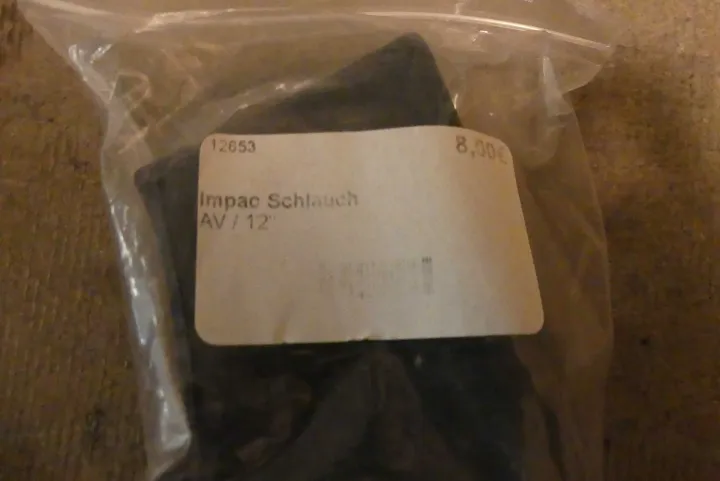 12653
8,00€
Impac Schlauch
AV / 12"